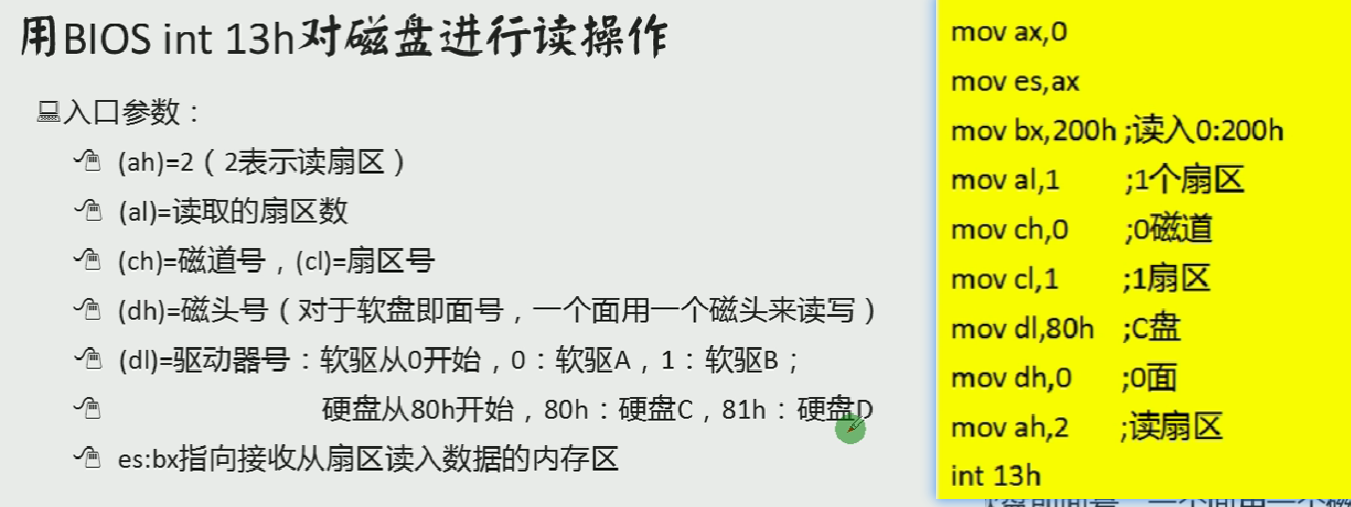 用BIOS int 13h对磁盘进行读操作
入口参数：
(ah)=2（2表示读扇区）
(al)=读取的扇区数
(ch)=磁道号，(cl)=扇区号
(dh)=磁头号（对于软盘即面号，一个面用一个磁头来读写）
(dl)=驱动器号：软驱从0开始，0：软驱A，1：软驱B；
硬盘从80h开始，80h：硬盘C，81h：硬盘D
es:bx指向接收从扇区读入数据的内存区
mov ax,0
mov es,ax
mov bx,200h ;读入0:200h
mov al,1 ;1个扇区
mov ch,0 ;0磁道
mov cl,1 ;1扇区
mov dl,80h ;C盘
mov dh,0 ;0面
mov ah,2 ;读扇区
int 13h